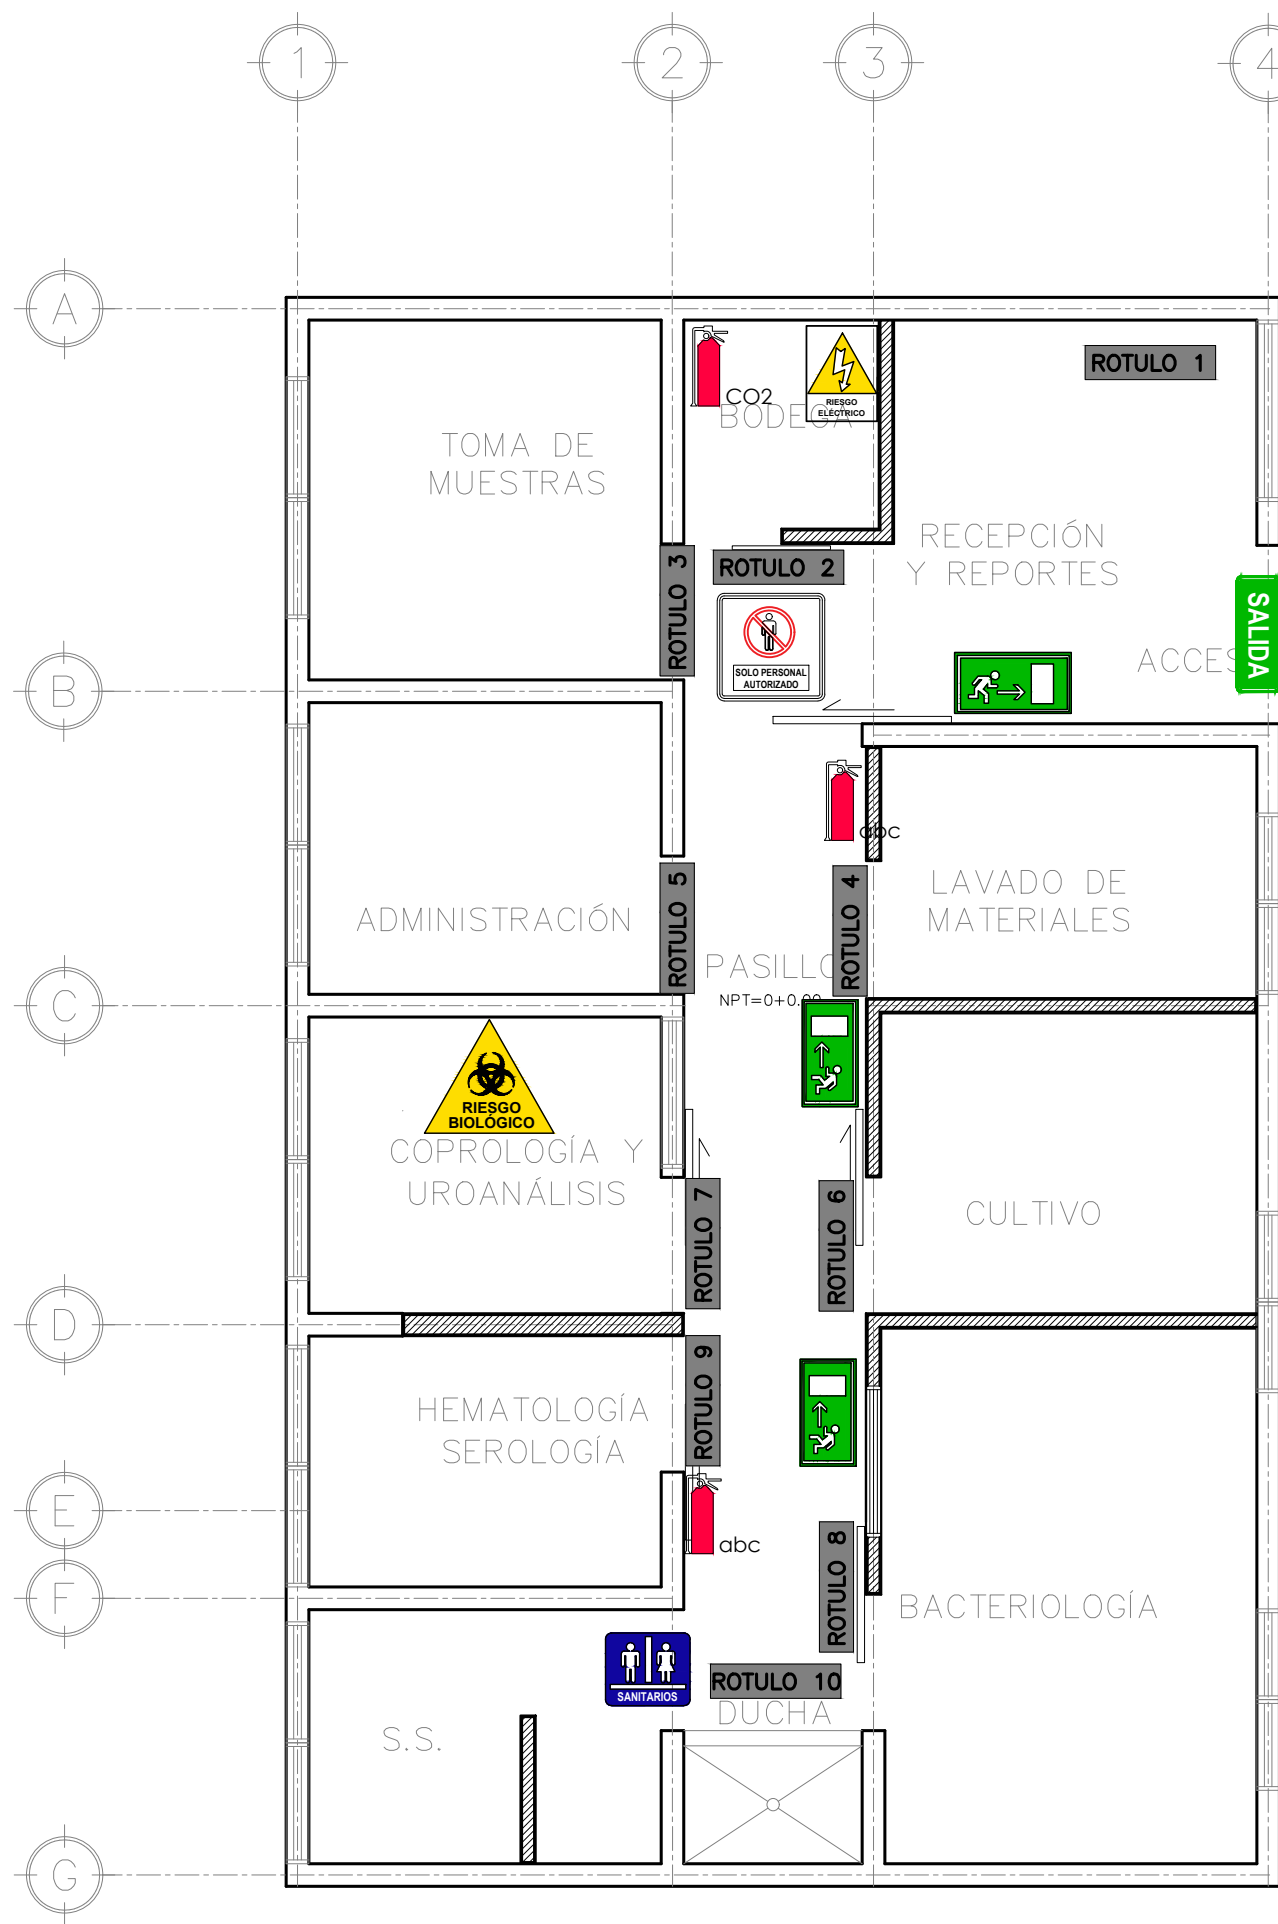 1
2
3
4
A
ROTULO 1
CO2
RIESGO
ELÉCTRICO
BODEGA
TOMA DE
MUESTRAS
RECEPCIÓN
Y REPORTES
ROTULO 3
ROTULO 2
SALIDA
SOLO PERSONAL
AUTORIZADO
ACCES
B
abc
ROTULO 5
ROTULO 4
LAVADO DE
MATERIALES
ADMINISTRACIÓN
PASILLO
NPT=0+0.00
C
RIESGO
BIOLÓGICO
COPROLOGÍA Y
UROANÁLISIS
ROTULO 7
ROTULO 6
CULTIVO
D
ROTULO 9
HEMATOLOGÍA
SEROLOGÍA
E
abc
ROTULO 8
F
BACTERIOLOGÍA
SANITARIOS
ROTULO 10
DUCHA
S.S.
G